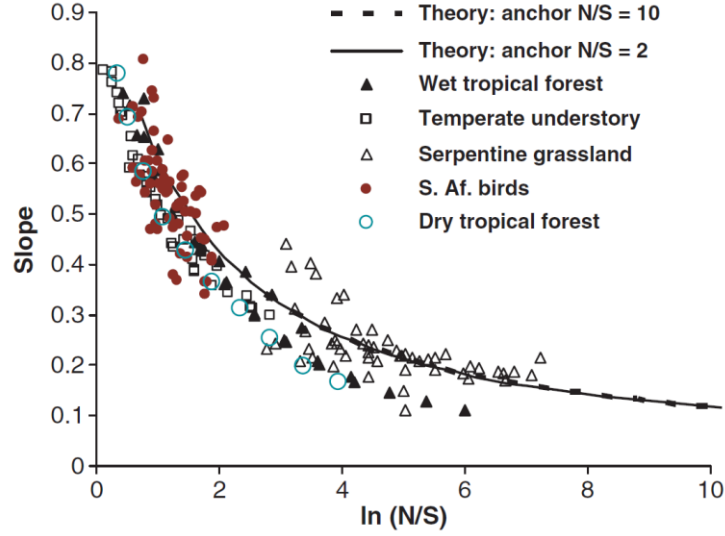 0.9
0.8
0.7
0.6
0.5
0.4
0.3
0.2
0.1
0
Slope
Theory: anchor N/S = 10
Theory: anchor N/S = 2
Wet tropical forest
Temperate understory
Serpentine grassland
S. Af. birds
Dry tropical forest
0 2 4 6 8 10
ln (N/S)